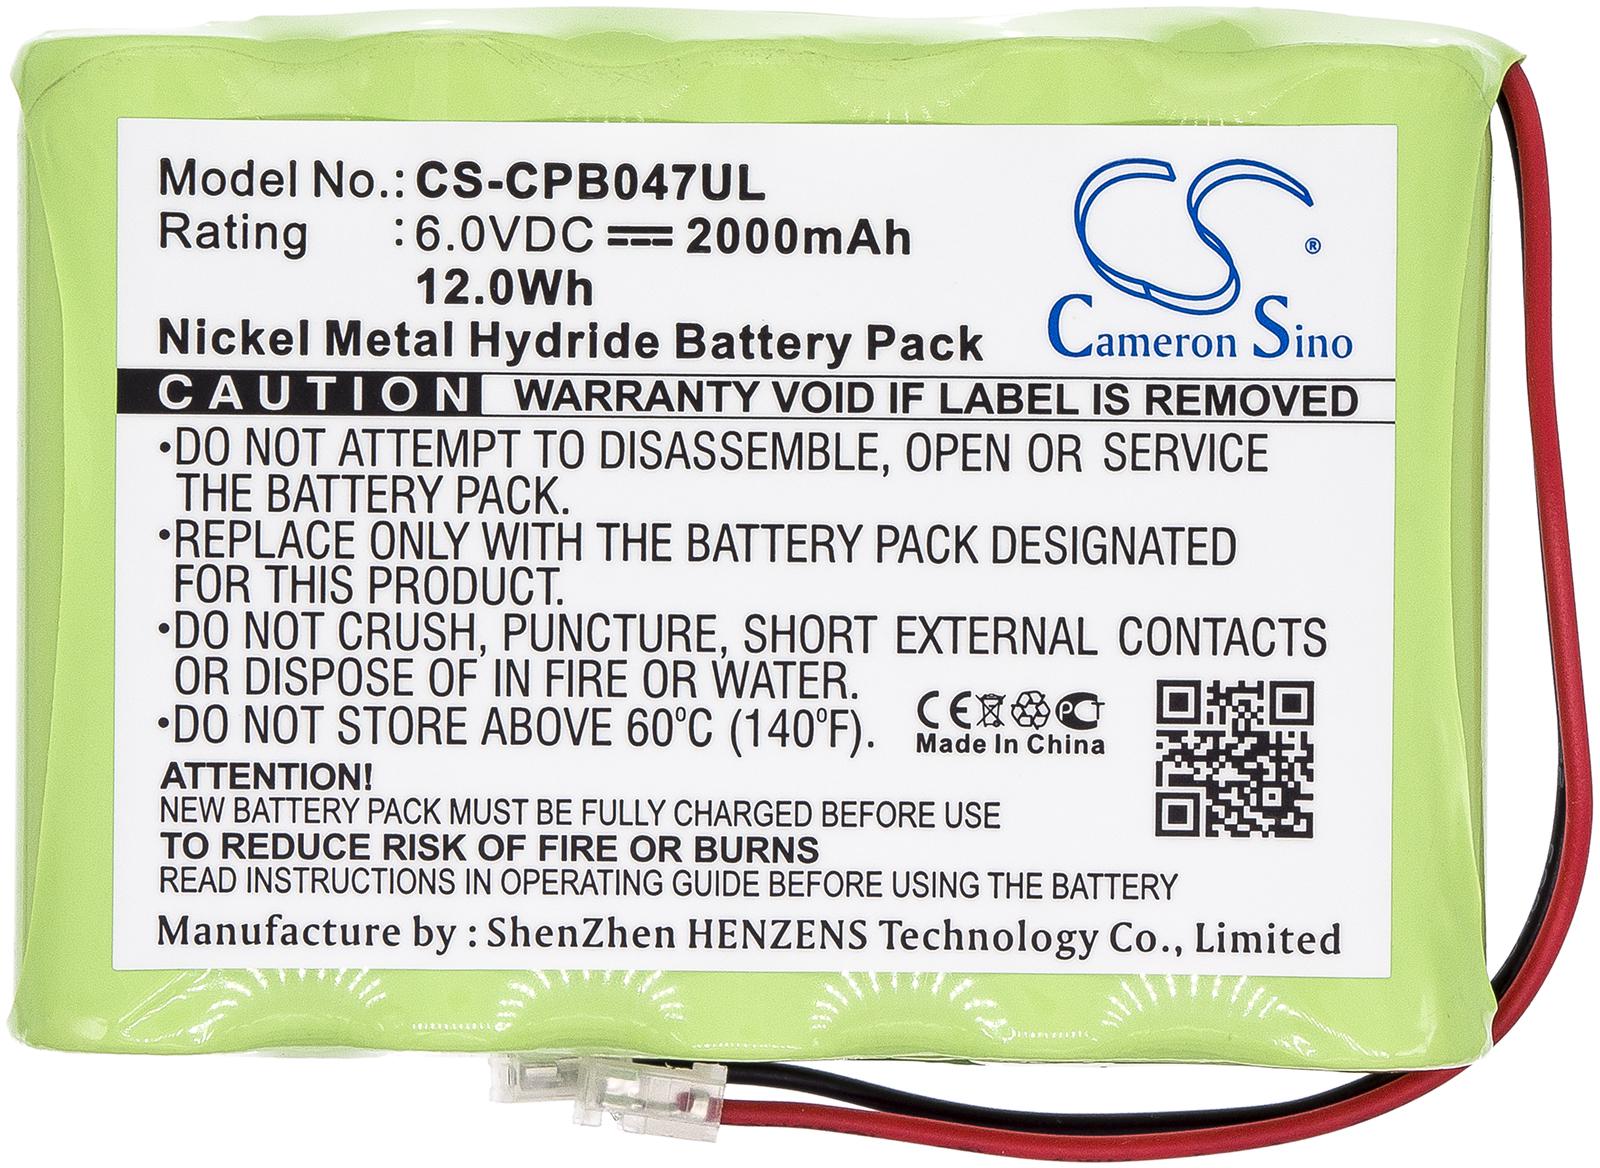 Model No.: CS-CPB047UL
Rating : 6.0VDC 2000mAh
12.0Wh
Nickel Metal Hydride Battery Pack
CS ®
Cameron Sino
CAUTION WARRANTY VOID IF LABEL IS REMOVED
•DO NOT ATTEMPT TO DISASSEMBLE, OPEN OR SERVICE
THE BATTERY PACK.
•REPLACE ONLY WITH THE BATTERY PACK DESIGNATED
FOR THIS PRODUCT.
•DO NOT CRUSH, PUNCTURE, SHORT EXTERNAL CONTACTS
OR DISPOSE OF IN FIRE OR WATER.
•DO NOT STORE ABOVE 60°C (140°F).
CE PCT
Made In China
ATTENTION!
NEW BATTERY PACK MUST BE FULLY CHARGED BEFORE USE
TO REDUCE RISK OF FIRE OR BURNS
READ INSTRUCTIONS IN OPERATING GUIDE BEFORE USING THE BATTERY
Manufacture by : ShenZhen HENZENS Technology Co., Limited